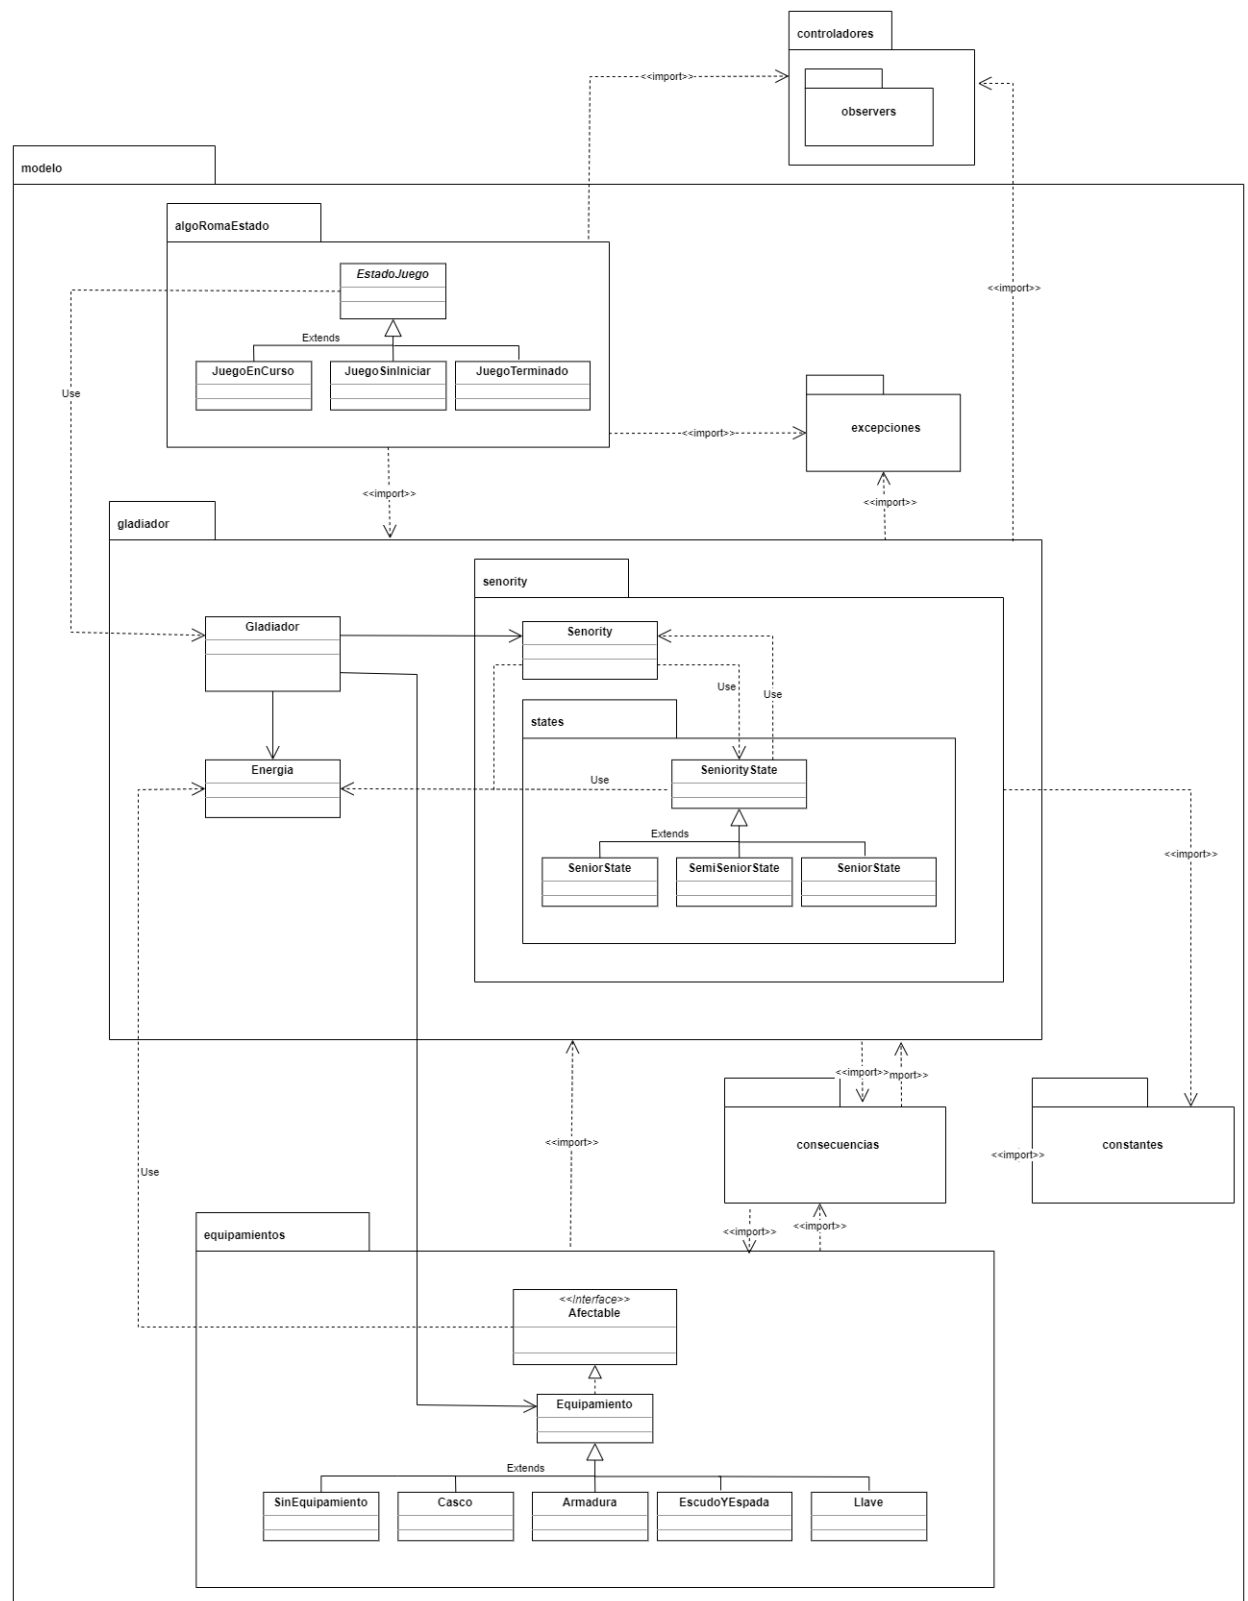 controladores
<<import>>
observers
modelo
algoRomaEstado
EstadoJuego
<<import>>
Extends
JuegoEnCurso
JuegoSinIniciar
JuegoTerminado
Use
excepciones
<<import>>
<<import>>
<<import>>
gladiador
senority
Gladiador
Senority
Use
Use
states
Energia
SeniorityState
Use
Extends
<<import>>
SeniorState
SemiSeniorState
SeniorState
<<import>>
mport>>
<<import>>
consecuencias
constantes
<<import>>
Use
<<import>>
<<import>>
equipamientos
<<Interface>>
Afectable
Equipamiento
Extends
SinEquipamiento
Casco
Armadura
EscudoYEspada
Llave